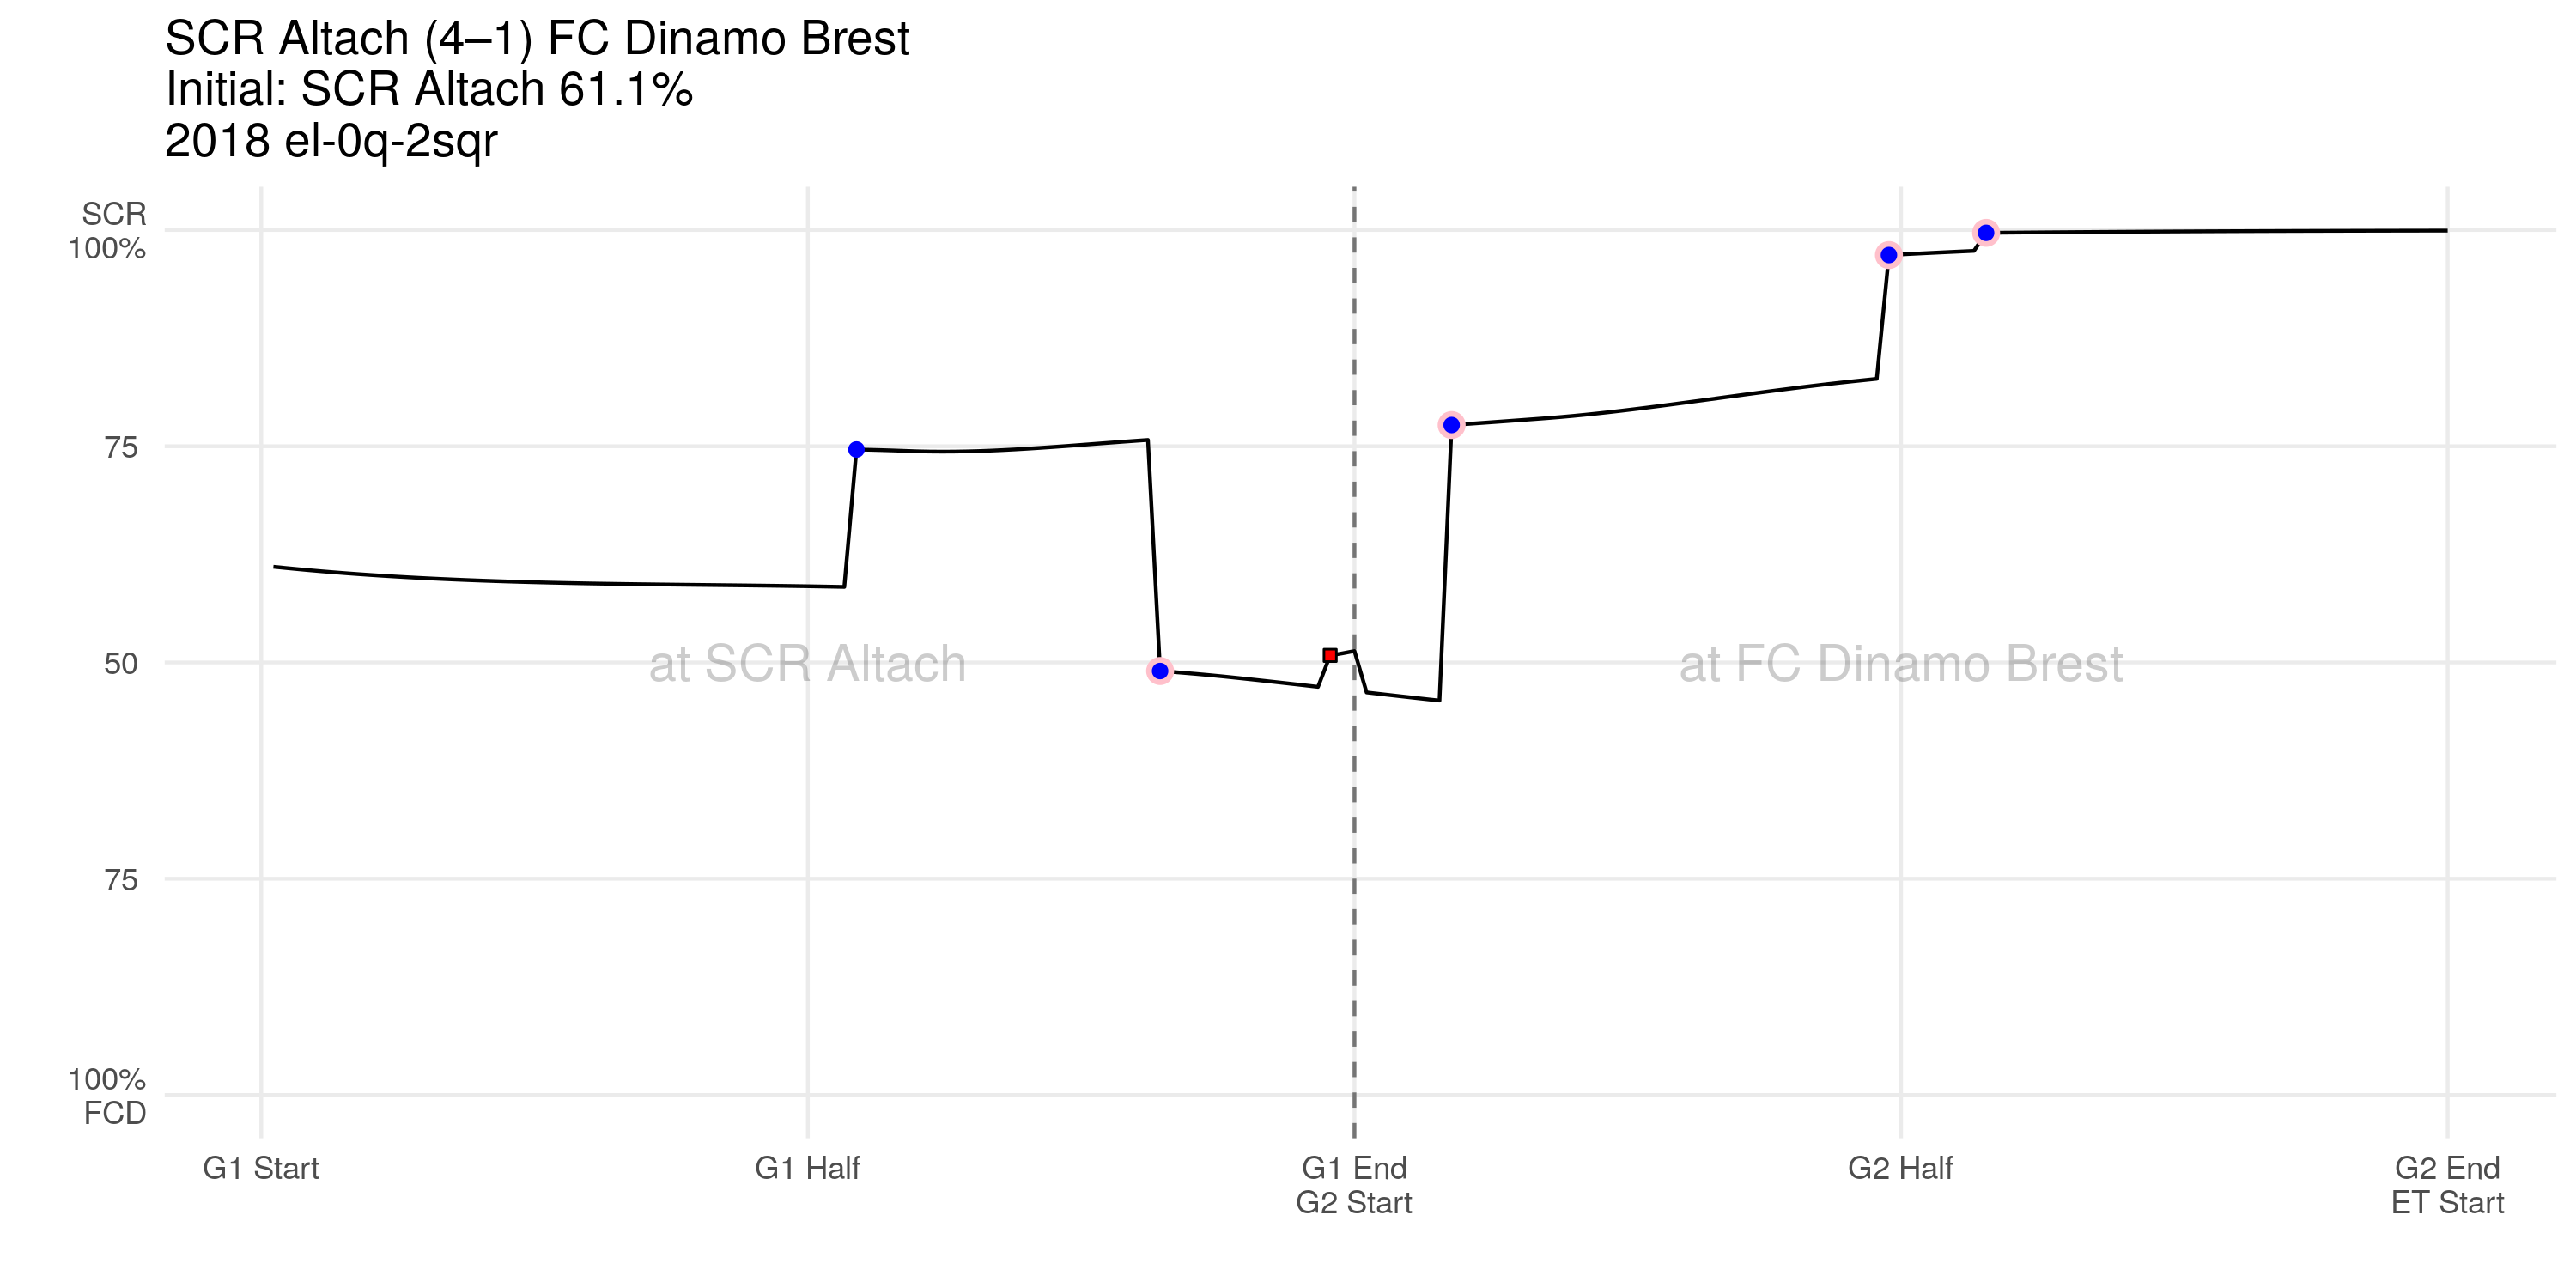 SCR Altach (4–1) FC Dinamo Brest
Initial: SCR Altach 61.1%
2018 el-0q-2sqr
SCR
100%
75
50
75
100%
FCD
at SCR Altach
at FC Dinamo Brest
G1 Start
G1 Half
G1 End
G2 Start
G2 Half
G2 End
ET Start